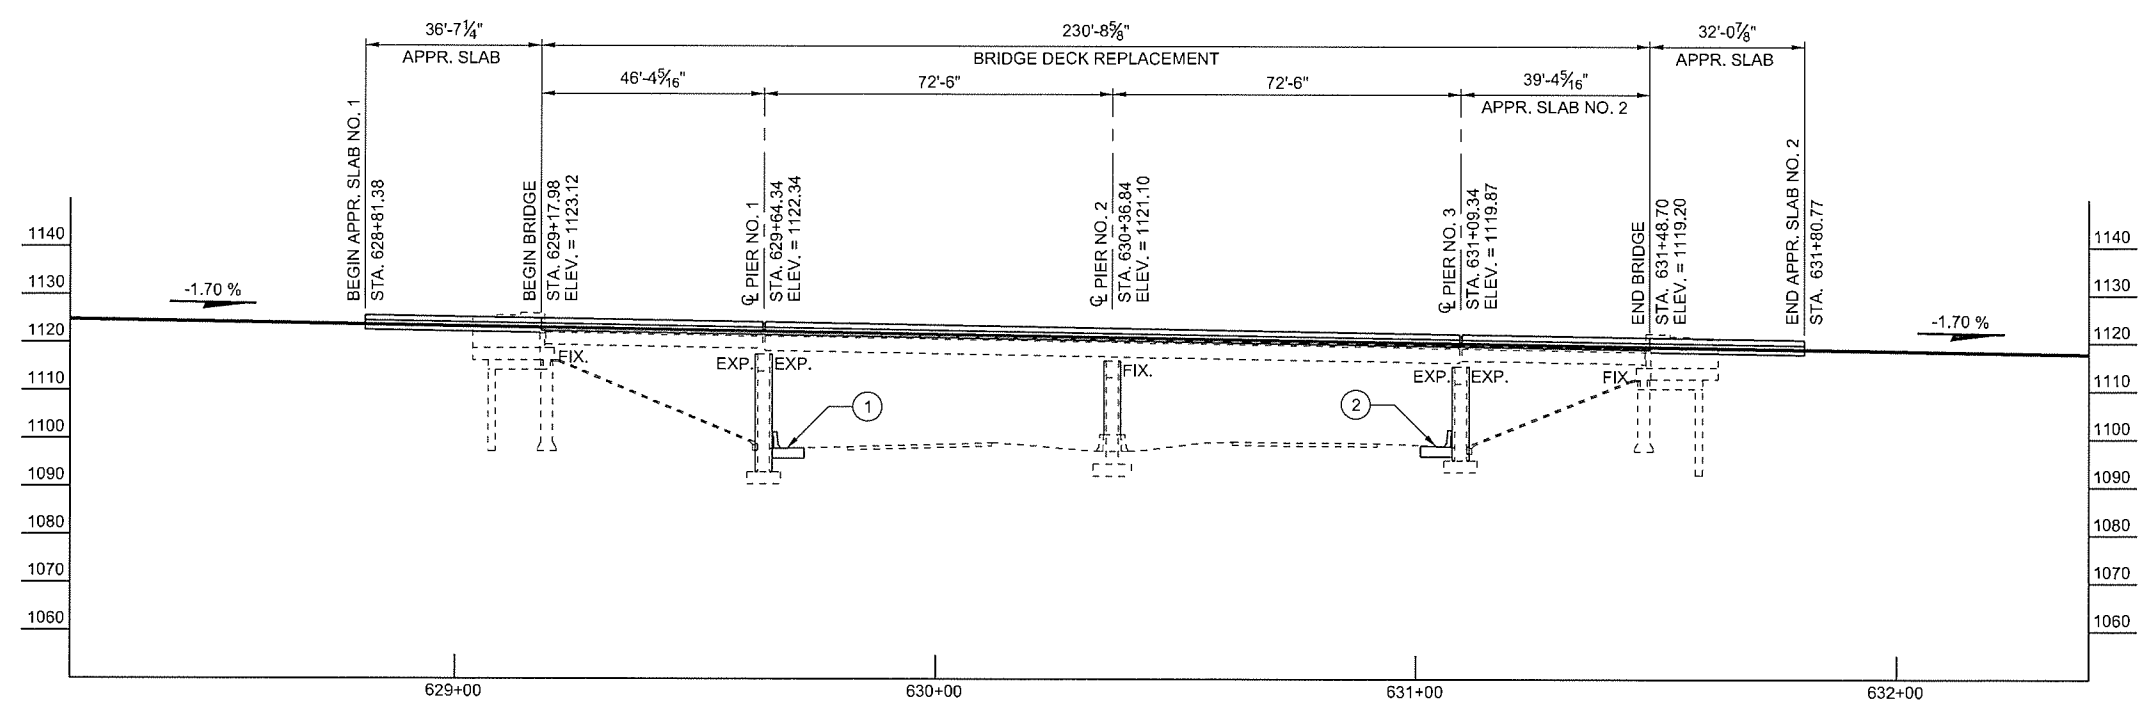 36'-7¼"
230'-8⅝"
32'-0⅞"
APPR. SLAB
BRIDGE DECK REPLACEMENT
APPR. SLAB
46'-4⁵⁄₁₆"
72'-6"
72'-6"
39'-4⁵⁄₁₆"
APPR. SLAB NO. 2
BEGIN APPR. SLAB NO. 1
STA. 628+81.38
BEGIN BRIDGE
STA. 629+17.98
ELEV. = 1123.12
℄ PIER NO. 1
STA. 629+64.34
ELEV. = 1122.34
℄ PIER NO. 2
STA. 630+36.84
ELEV. = 1121.10
℄ PIER NO. 3
STA. 631+09.34
ELEV. = 1119.87
END BRIDGE
STA. 631+48.70
ELEV. = 1119.20
END APPR. SLAB NO. 2
STA. 631+80.77
-1.70 %
-1.70 %
FIX.
EXP.
EXP.
FIX.
EXP.
EXP.
FIX.
1
2
1140
1130
1120
1110
1100
1090
1080
1070
1060
1140
1130
1120
1110
1100
1090
1080
1070
1060
629+00
630+00
631+00
632+00